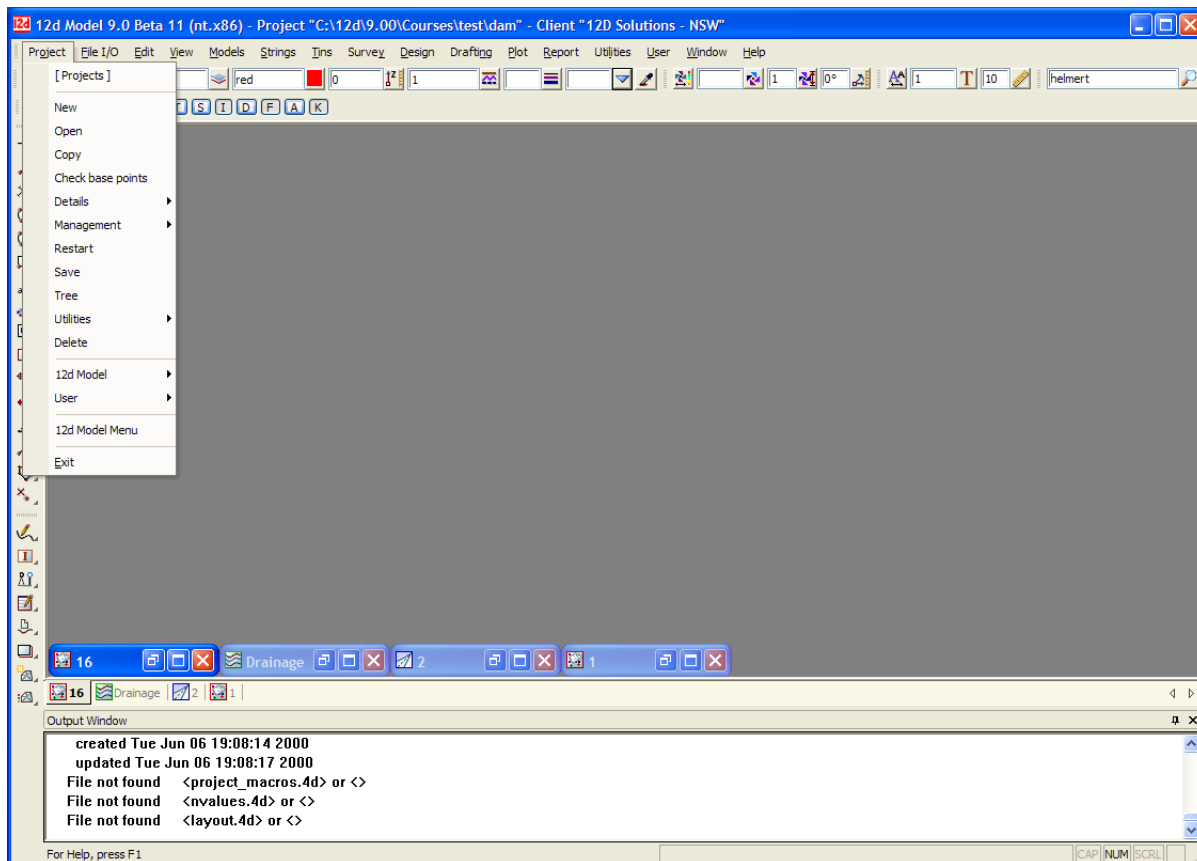 12d 12d Model 9.0 Beta 11 (nt.x86) - Project "C:\12d\9.00\Courses\test\dam" - Client "12D Solutions - NSW"
Project File I/O Edit View Models Strings Tins Survey Design Drafting Plot Report Utilities User Window Help
red 0 1 1 0° 1 T 10 helmert
S I D F A K
[ Projects ]
New
Open
Copy
Check base points
Details
Management
Restart
Save
Tree
Utilities
Delete
12d Model
User
12d Model Menu
Exit
16 Drainage 2 1
16 Drainage 2 1
Output Window
created Tue Jun 06 19:08:14 2000
updated Tue Jun 06 19:08:17 2000
File not found <project_macros.4d> or <>
File not found <nvalues.4d> or <>
File not found <layout.4d> or <>
For Help, press F1
CAP NUM SCRL